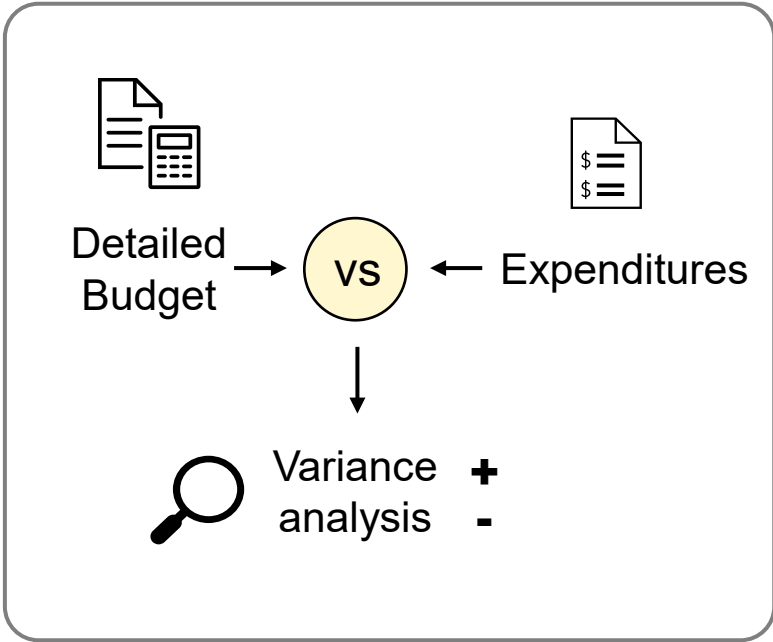 $
$
Detailed
Budget
vs
Expenditures
Variance +
analysis -